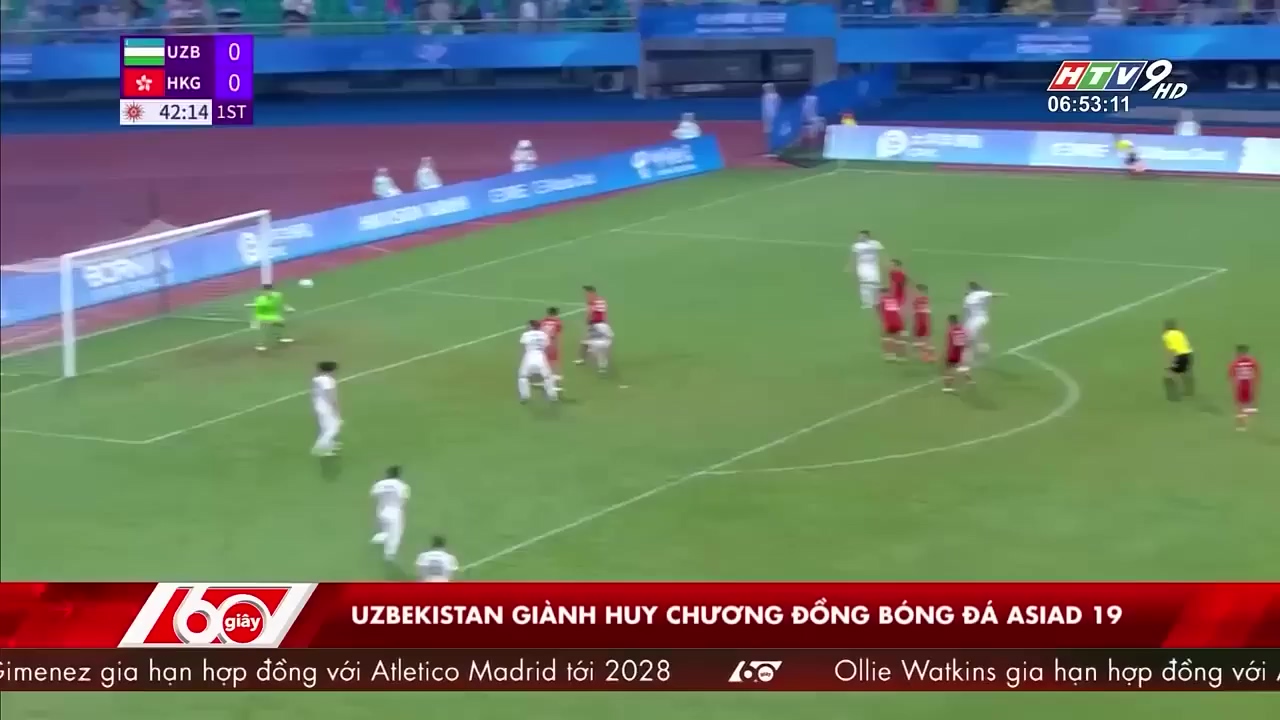 UZB 0
HKG 0
42:14 1ST
HTV9 HD
06:53:11
60 giây
UZBEKISTAN GIÀNH HUY CHƯƠNG ĐỒNG BÓNG ĐÁ ASIAD 19
Gimenez gia hạn hợp đồng với Atletico Madrid tới 2028 60 giây Ollie Watkins gia hạn hợp đồng với